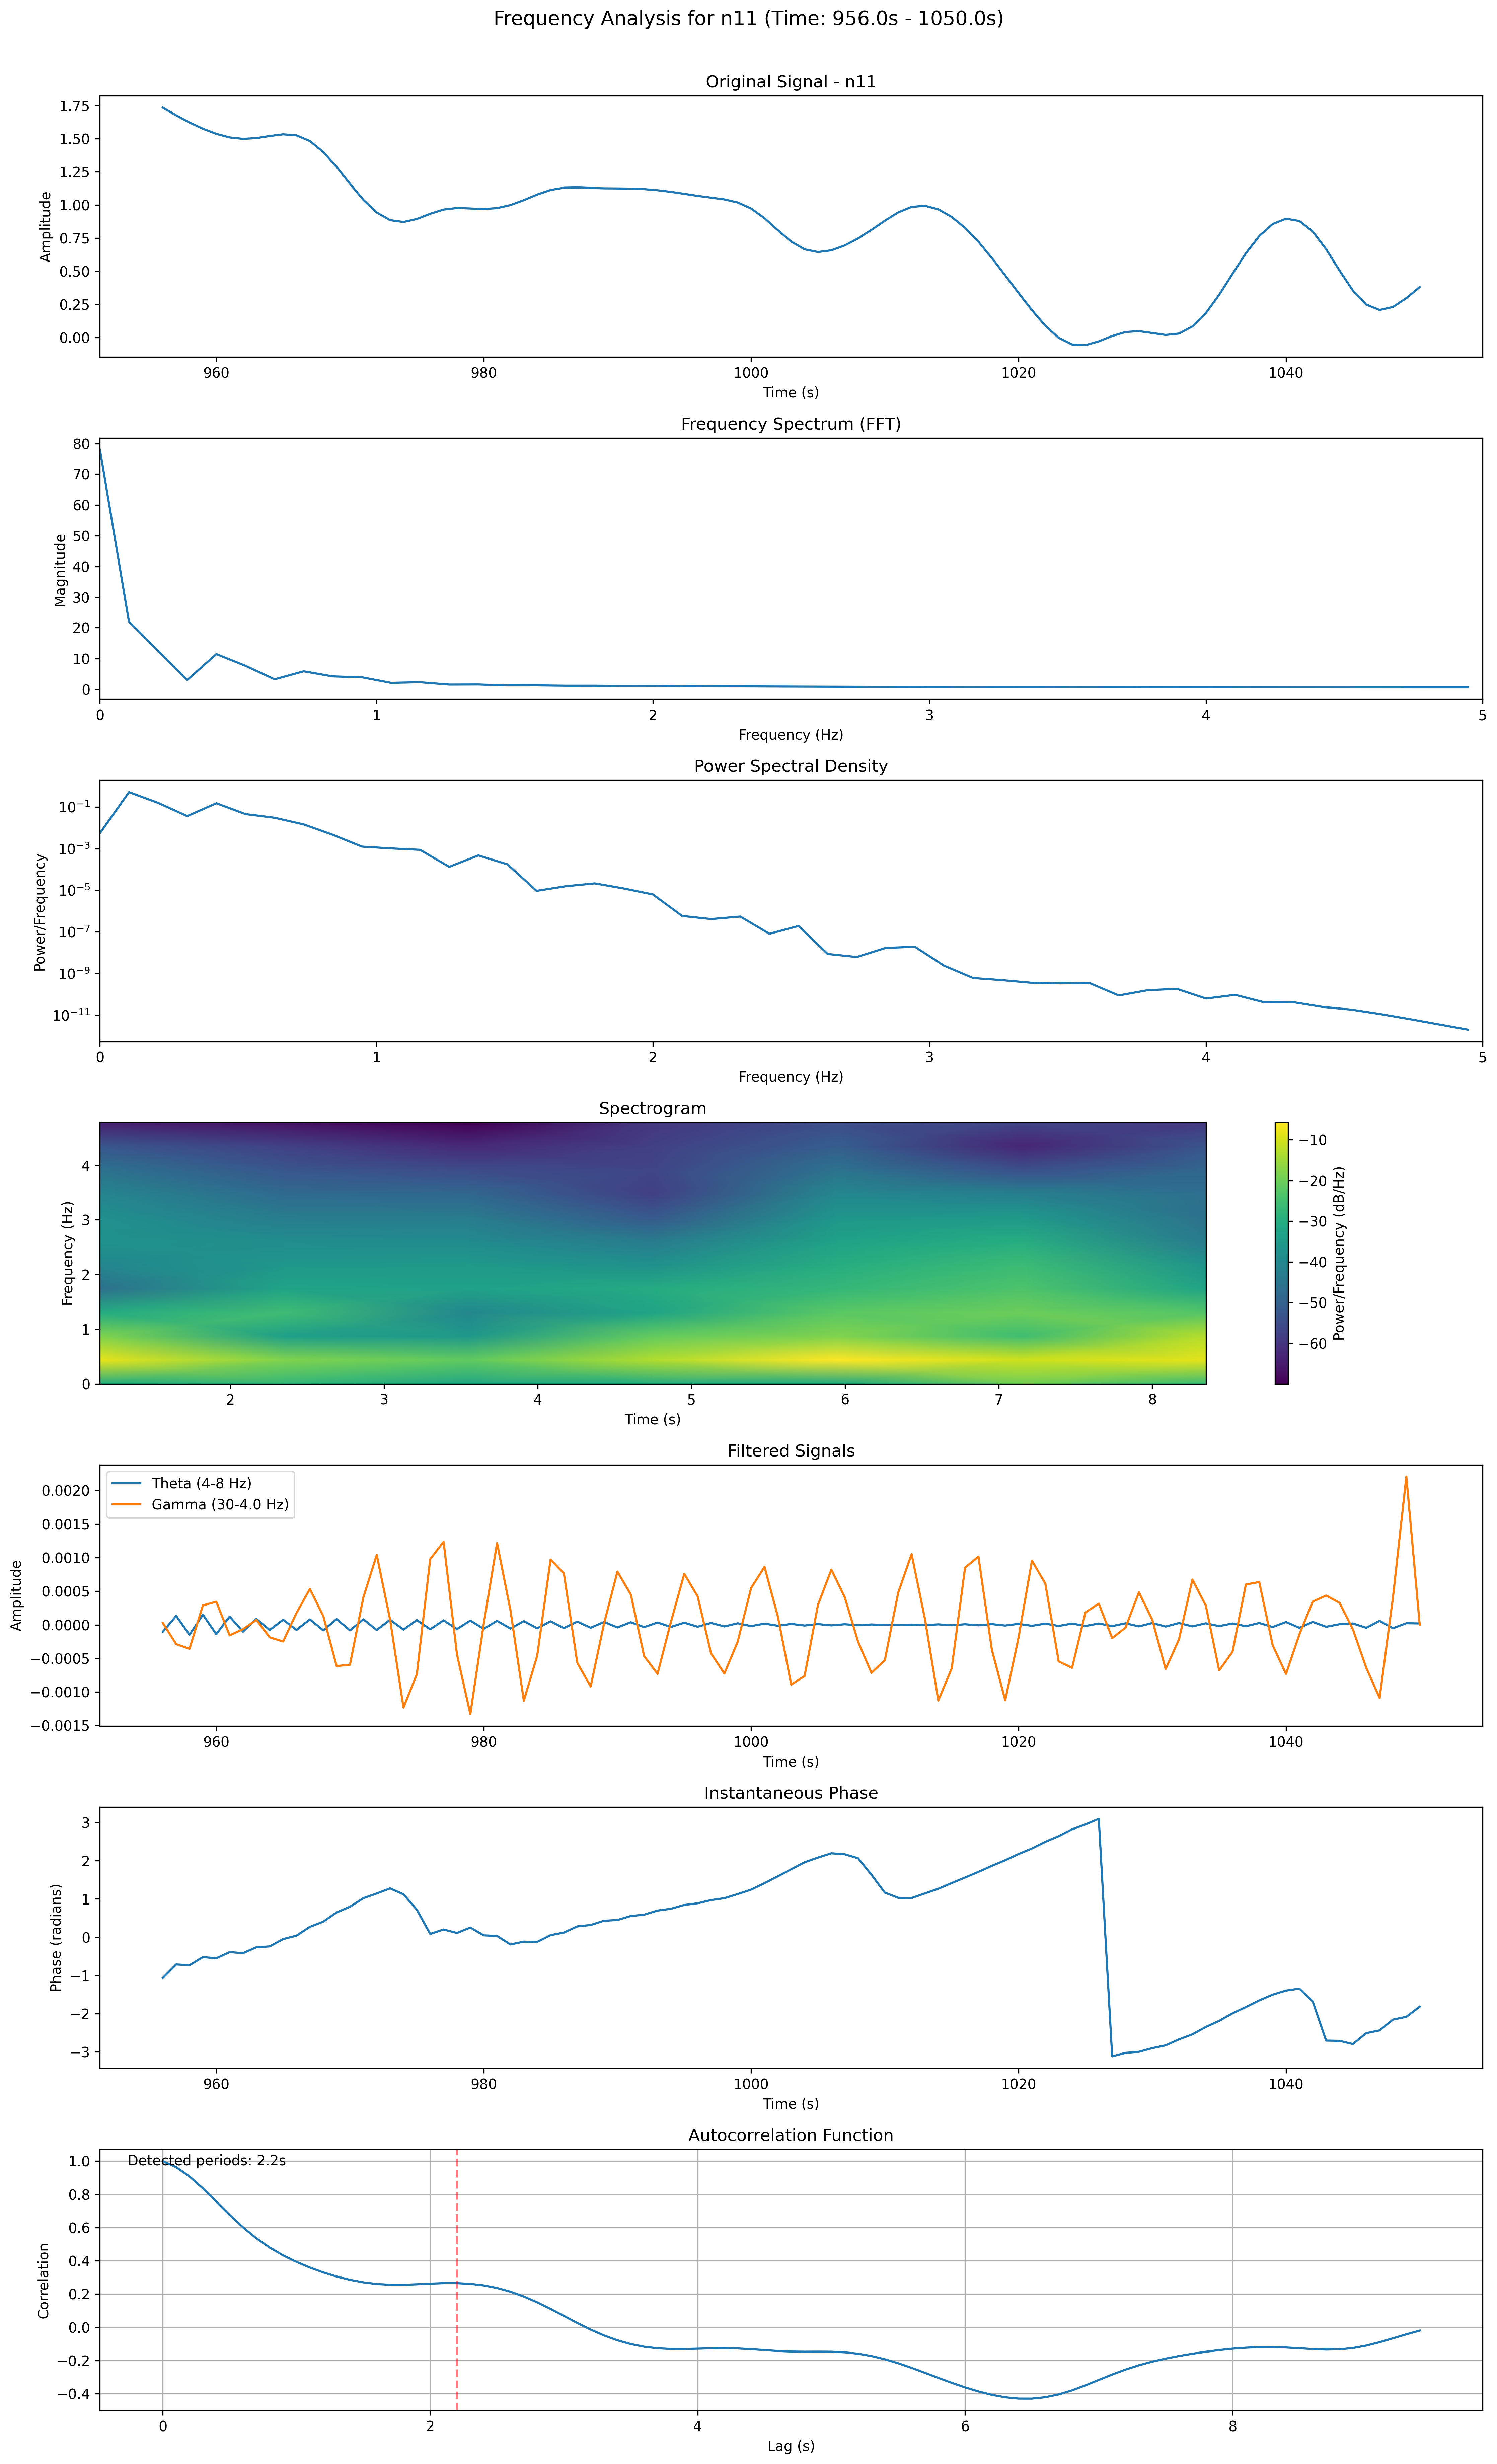 Frequency Analysis for n11 (Time: 956.0s - 1050.0s)
Original Signal - n11
1.75
1.50
1.25
1.00
0.75
0.50
0.25
0.00
Amplitude
960 980 1000 1020 1040
Time (s)
Frequency Spectrum (FFT)
80
70
60
50
40
30
20
10
0
Magnitude
0 1 2 3 4 5
Frequency (Hz)
Power Spectral Density
10⁻¹
10⁻³
10⁻⁵
10⁻⁷
10⁻⁹
10⁻¹¹
Power/Frequency
0 1 2 3 4 5
Frequency (Hz)
Spectrogram
4
3
2
1
0
Frequency (Hz)
2 3 4 5 6 7 8
Time (s)
−10
−20
−30
−40
−50
−60
Power/Frequency (dB/Hz)
Filtered Signals
Theta (4-8 Hz)
Gamma (30-4.0 Hz)
0.0020
0.0015
0.0010
0.0005
0.0000
−0.0005
−0.0010
−0.0015
Amplitude
960 980 1000 1020 1040
Time (s)
Instantaneous Phase
3
2
1
0
−1
−2
−3
Phase (radians)
960 980 1000 1020 1040
Time (s)
Autocorrelation Function
Detected periods: 2.2s
1.0
0.8
0.6
0.4
0.2
0.0
−0.2
−0.4
Correlation
0 2 4 6 8
Lag (s)